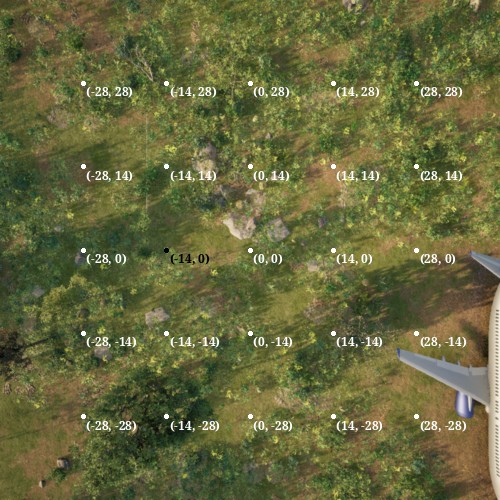 (-28, 28) (-14, 28) (0, 28) (14, 28) (28, 28)
(-28, 14) (-14, 14) (0, 14) (14, 14) (28, 14)
(-28, 0) (-14, 0) (0, 0) (14, 0) (28, 0)
(-28, -14) (-14, -14) (0, -14) (14, -14) (28, -14)
(-28, -28) (-14, -28) (0, -28) (14, -28) (28, -28)